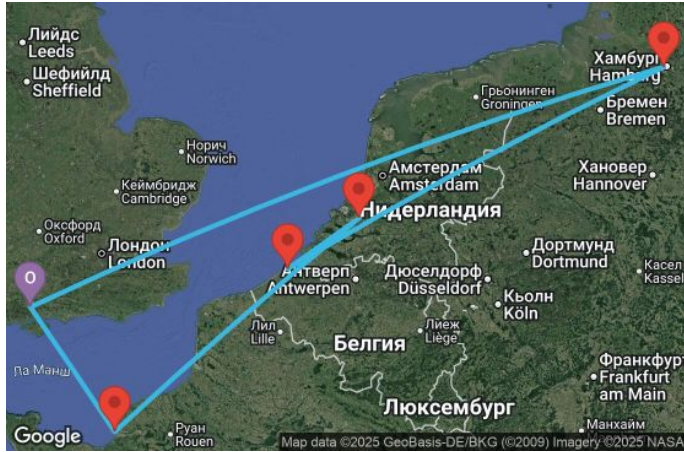 Лийдс
Leeds
Шефийлд
Sheffield
Хамбург
Hamburg
Грьонинген
Groningen
Бремен
Bremen
Норич
Norwich
Амстердам
Amsterdam
Хановер
Hannover
Кеймбридж
Cambridge
Нидерландия
Оксфорд
Oxford
Лондон
London
Дортмунд
Dortmund
О
Антверп
Antwerpen
Дюселдорф
Düsseldorf
Касел
Kassel
Кьолн
Köln
Лил
Lille
Белгия
Лиеж
Liège
Ла Манш
Франкфурт
Frankfurt
am Main
Люксембург
Руан
Rouen
Манхайм
Google
Map data ©2025 GeoBasis-DE/BKG (©2009) Imagery ©2025 NASA